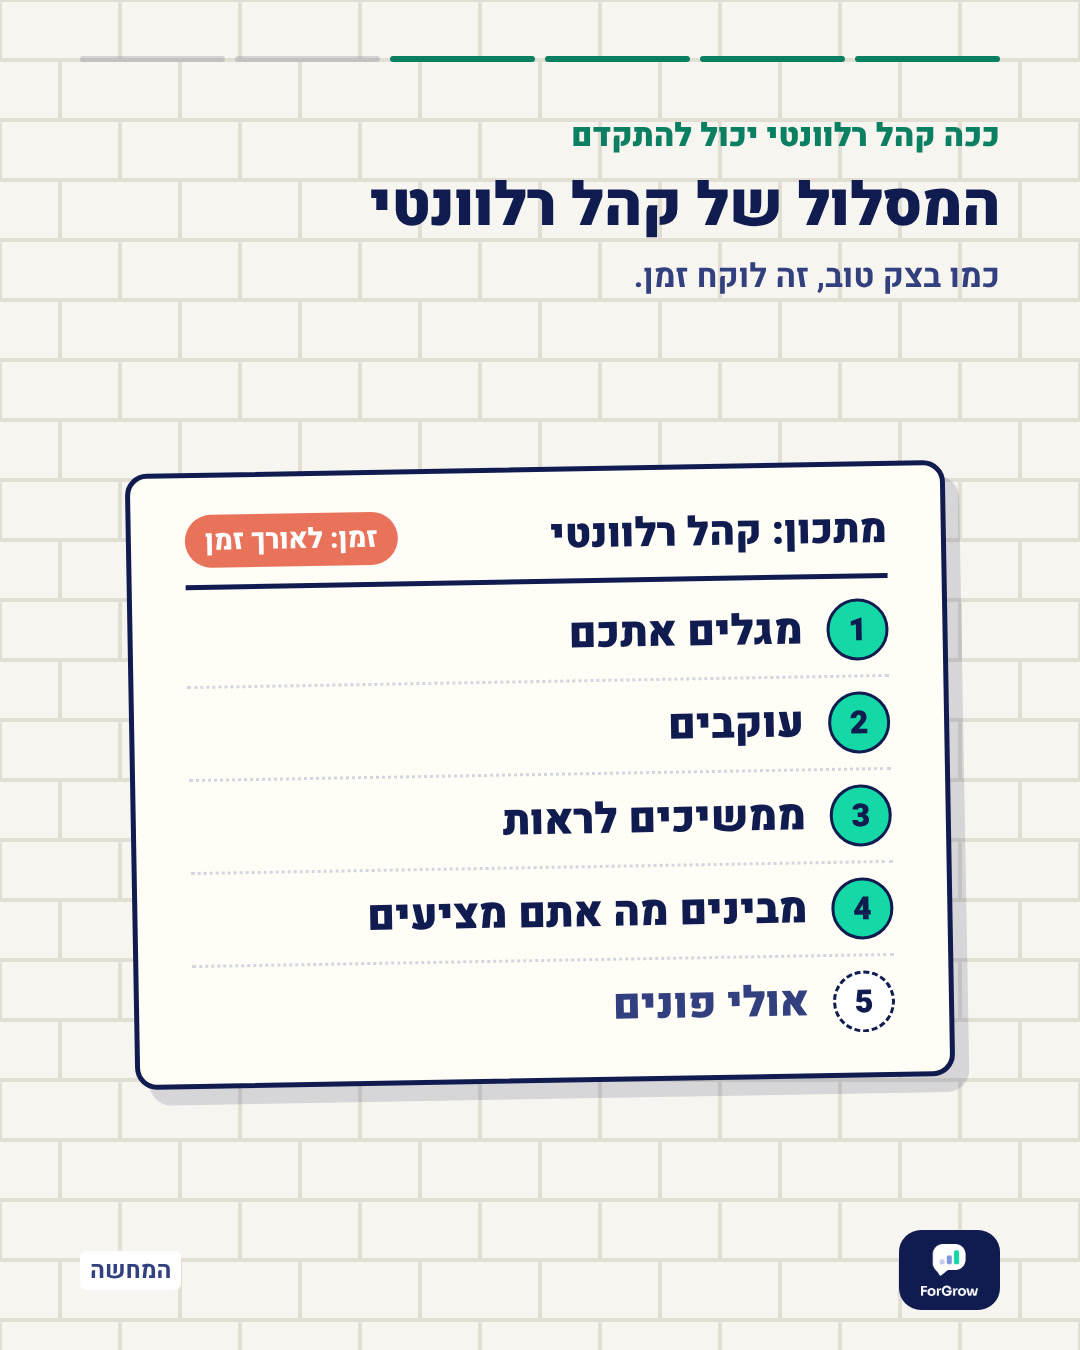 ככה קהל רלוונטי יכול להתקדם
המסלול של קהל רלוונטי
כמו בצק טוב, זה לוקח זמן.
מתכון: קהל רלוונטי
זמן: לאורך זמן
1 מגלים אתכם
2 עוקבים
3 ממשיכים לראות
4 מבינים מה אתם מציעים
5 אולי פונים
ForGrow
המחשה